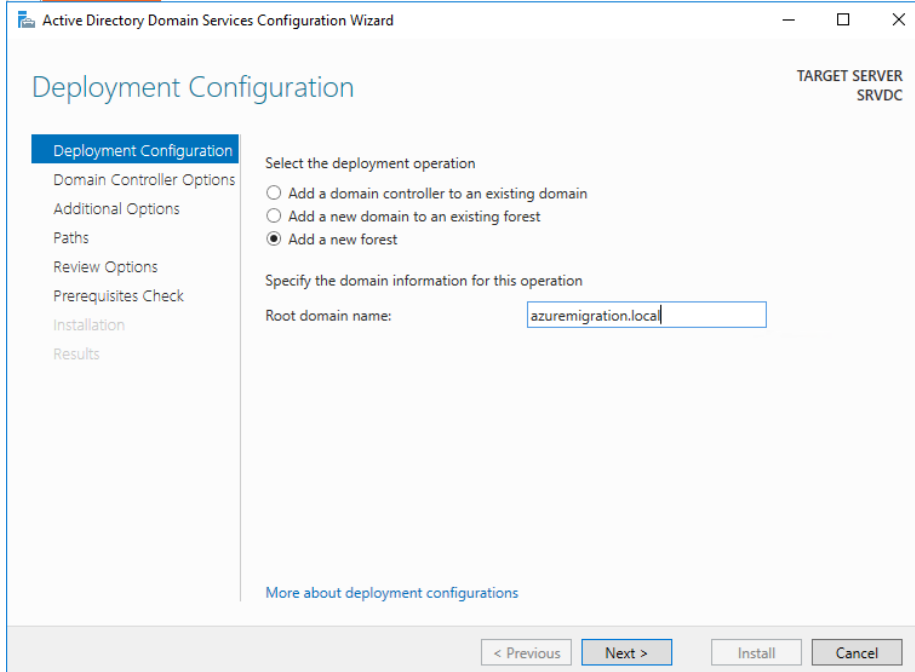 Active Directory Domain Services Configuration Wizard
Deployment Configuration
TARGET SERVER
SRVDC
Deployment Configuration
Domain Controller Options
Additional Options
Paths
Review Options
Prerequisites Check
Installation
Results
Select the deployment operation
Add a domain controller to an existing domain
Add a new domain to an existing forest
Add a new forest
Specify the domain information for this operation
Root domain name: azuremigration.local
More about deployment configurations
< Previous Next > Install Cancel